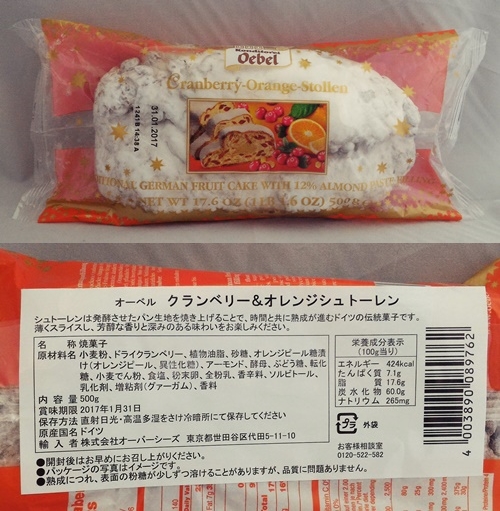 Oebel
Cranberry-Orange-Stollen
31.01.2017
GERMAN FRUIT CAKE WITH 12% ALMOND
NET WT 17.6 OZ (1 LB 1.6 OZ) 500
オーベル クランベリー&オレンジシュトーレン
シュトーレンは発酵させたパン生地を焼き上げることで、時間と共に熟成が進むドイツの伝統菓子です。
薄くスライスし、芳醇な香りと深みのある味わいをお楽しみください。
名 称 焼菓子
原材料名 小麦粉、ドライクランベリー、植物油脂、砂糖、オレンジピール糖漬
け(オレンジピール、異性化糖)、アーモンド、酵母、ぶどう糖、転化
糖、小麦でん粉、食塩、砂糖、粉末卵、全粉乳、香辛料、ソルビトール、
乳化剤、増粘剤(グァーガム)、香料
内 容 量 500g
賞味期限 2017年1月31日
保存方法 直射日光・高温多湿をさけ冷暗所にて保存してください
原産国名 ドイツ
輸 入 者 株式会社オーバーシーズ 東京都世田谷区代田5-11-10
●開封後はお早めにお召し上がりください。
●パッケージの写真はイメージです。
●熟成につれ、表面の粉糖が少しずつ溶けることがありますが、品質に問題ありません。
栄養成分表示
(100g当り)
エネルギー 424kcal
たんぱく質 7.1g
脂 質 17.6g
炭水化物 60.0g
ナトリウム 265mg
プラ 外袋
お客様相談室
0120-522-582
4 003890 089762